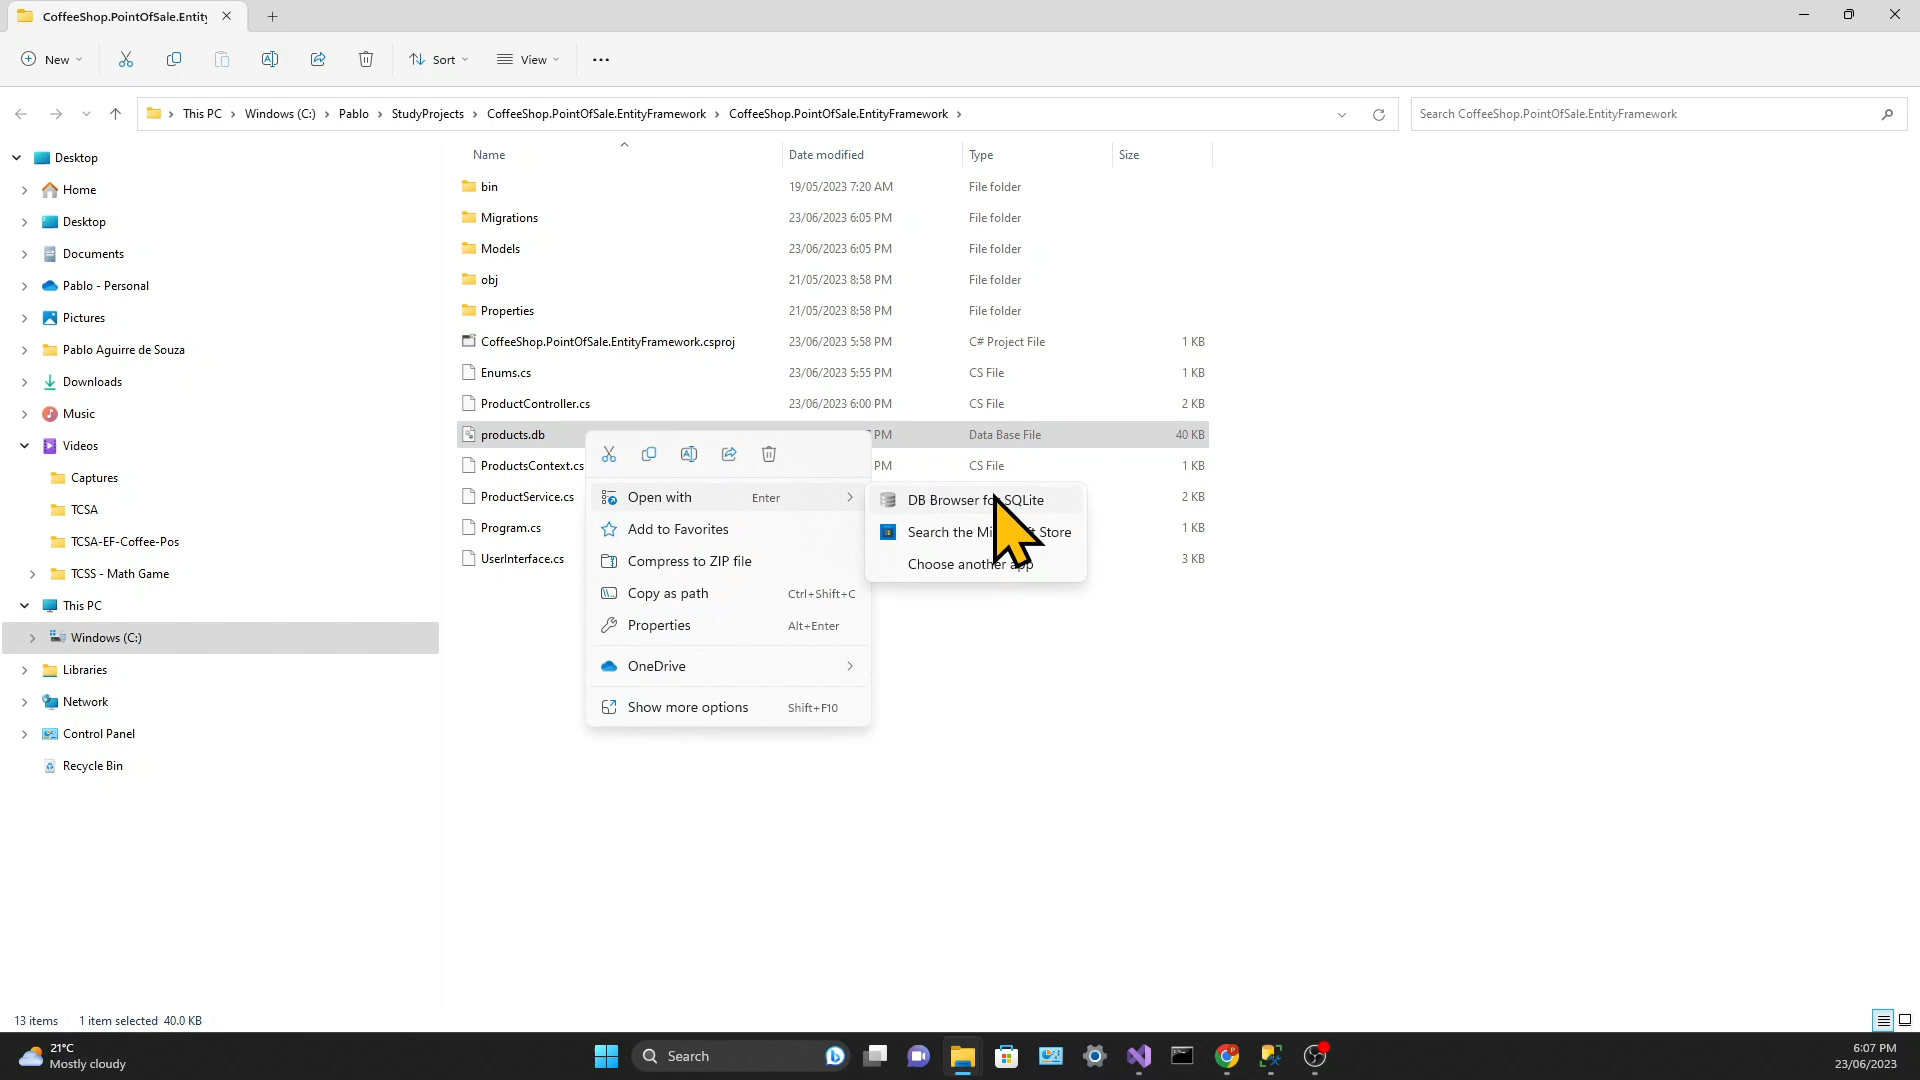 CoffeeShop.PointOfSale.Entity
New
Sort
View
This PC > Windows (C:) > Pablo > StudyProjects > CoffeeShop.PointOfSale.EntityFramework > CoffeeShop.PointOfSale.EntityFramework >
Search CoffeeShop.PointOfSale.EntityFramework
Desktop
Home
Desktop
Documents
Pablo - Personal
Pictures
Pablo Aguirre de Souza
Downloads
Music
Videos
Captures
TCSA
TCSA-EF-Coffee-Pos
TCSS - Math Game
This PC
Windows (C:)
Libraries
Network
Control Panel
Recycle Bin
Name Date modified Type Size
bin 19/05/2023 7:20 AM File folder
Migrations 23/06/2023 6:05 PM File folder
Models 23/06/2023 6:05 PM File folder
obj 21/05/2023 8:58 PM File folder
Properties 21/05/2023 8:58 PM File folder
CoffeeShop.PointOfSale.EntityFramework.csproj 23/06/2023 5:58 PM C# Project File 1 KB
Enums.cs 23/06/2023 5:55 PM CS File 1 KB
ProductController.cs 23/06/2023 6:00 PM CS File 2 KB
products.db PM Data Base File 40 KB
ProductsContext.cs PM CS File 1 KB
ProductService.cs 2 KB
Program.cs 1 KB
UserInterface.cs 3 KB
Open with Enter
Add to Favorites
Compress to ZIP file
Copy as path Ctrl+Shift+C
Properties Alt+Enter
OneDrive
Show more options Shift+F10
DB Browser for SQLite
Search the Store
Choose another app
13 items 1 item selected 40.0 KB
21°C
Mostly cloudy
Search
6:07 PM
23/06/2023